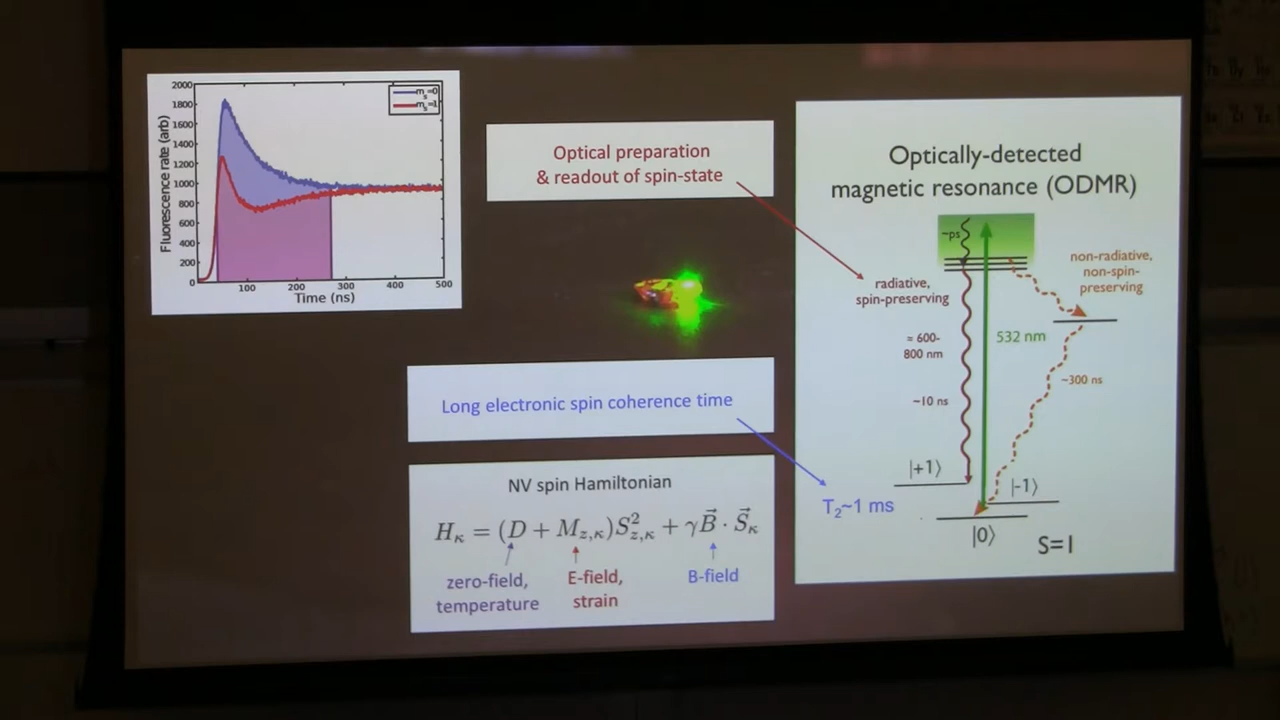 Fluorescence rate (arb)
2000
1800
1600
1400
1200
1000
800
600
400
200
0
100
200
300
400
500
Time (ns)
m_s=0
m_s=1
Optical preparation
& readout of spin-state
Long electronic spin coherence time
NV spin Hamiltonian
H_κ = (D + M_{z,κ})S²_{z,κ} + γB⃗ · S⃗_κ
zero-field,
temperature
E-field,
strain
B-field
Optically-detected
magnetic resonance (ODMR)
~ps
non-radiative,
non-spin-
preserving
radiative,
spin-preserving
532 nm
≈ 600-
800 nm
~300 ns
~10 ns
|+1⟩
|-1⟩
T₂~1 ms
|0⟩
S=1